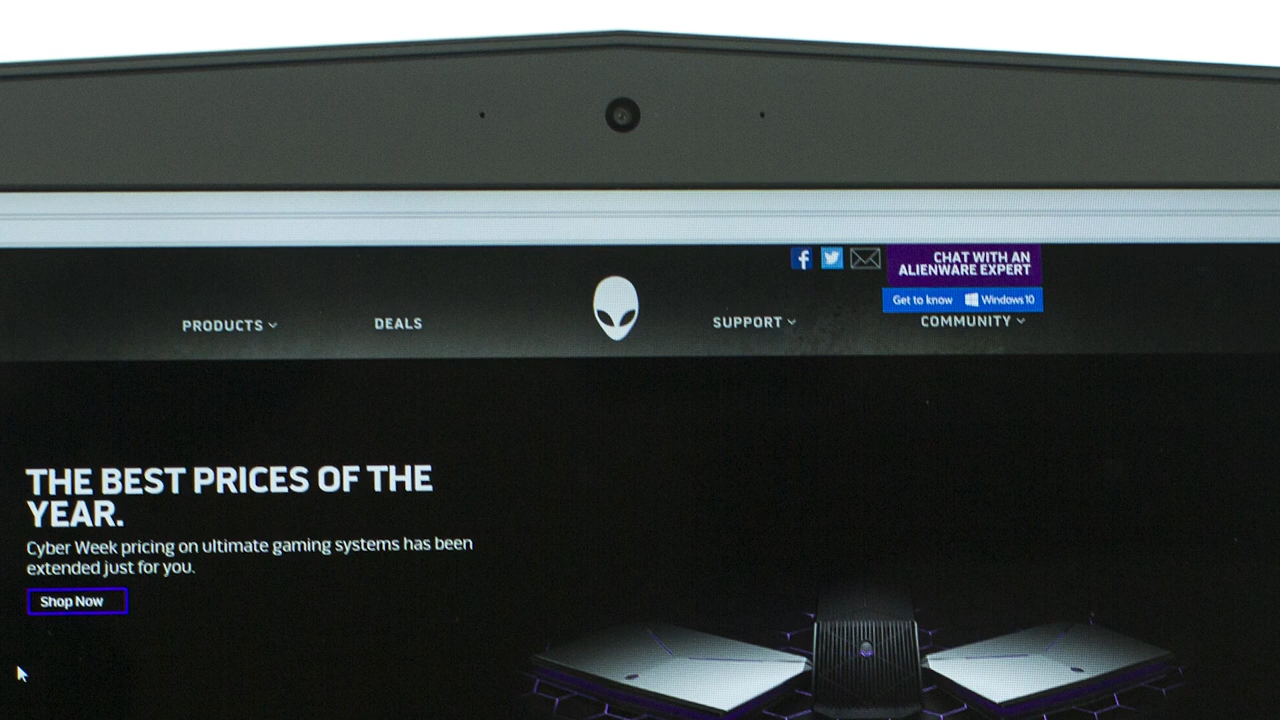 CHAT WITH AN
ALIENWARE EXPERT
Get to know Windows 10
PRODUCTS
DEALS
SUPPORT
COMMUNITY
THE BEST PRICES OF THE
YEAR.
Cyber Week pricing on ultimate gaming systems has been
extended just for you.
Shop Now